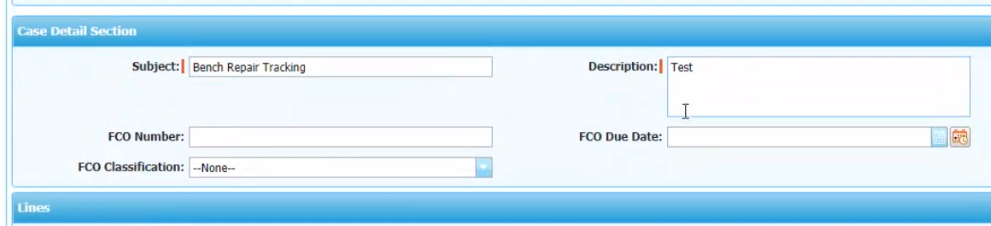 Case Detail Section
Subject: Bench Repair Tracking
Description: Test
FCO Number:
FCO Due Date:
FCO Classification: --None--
Lines